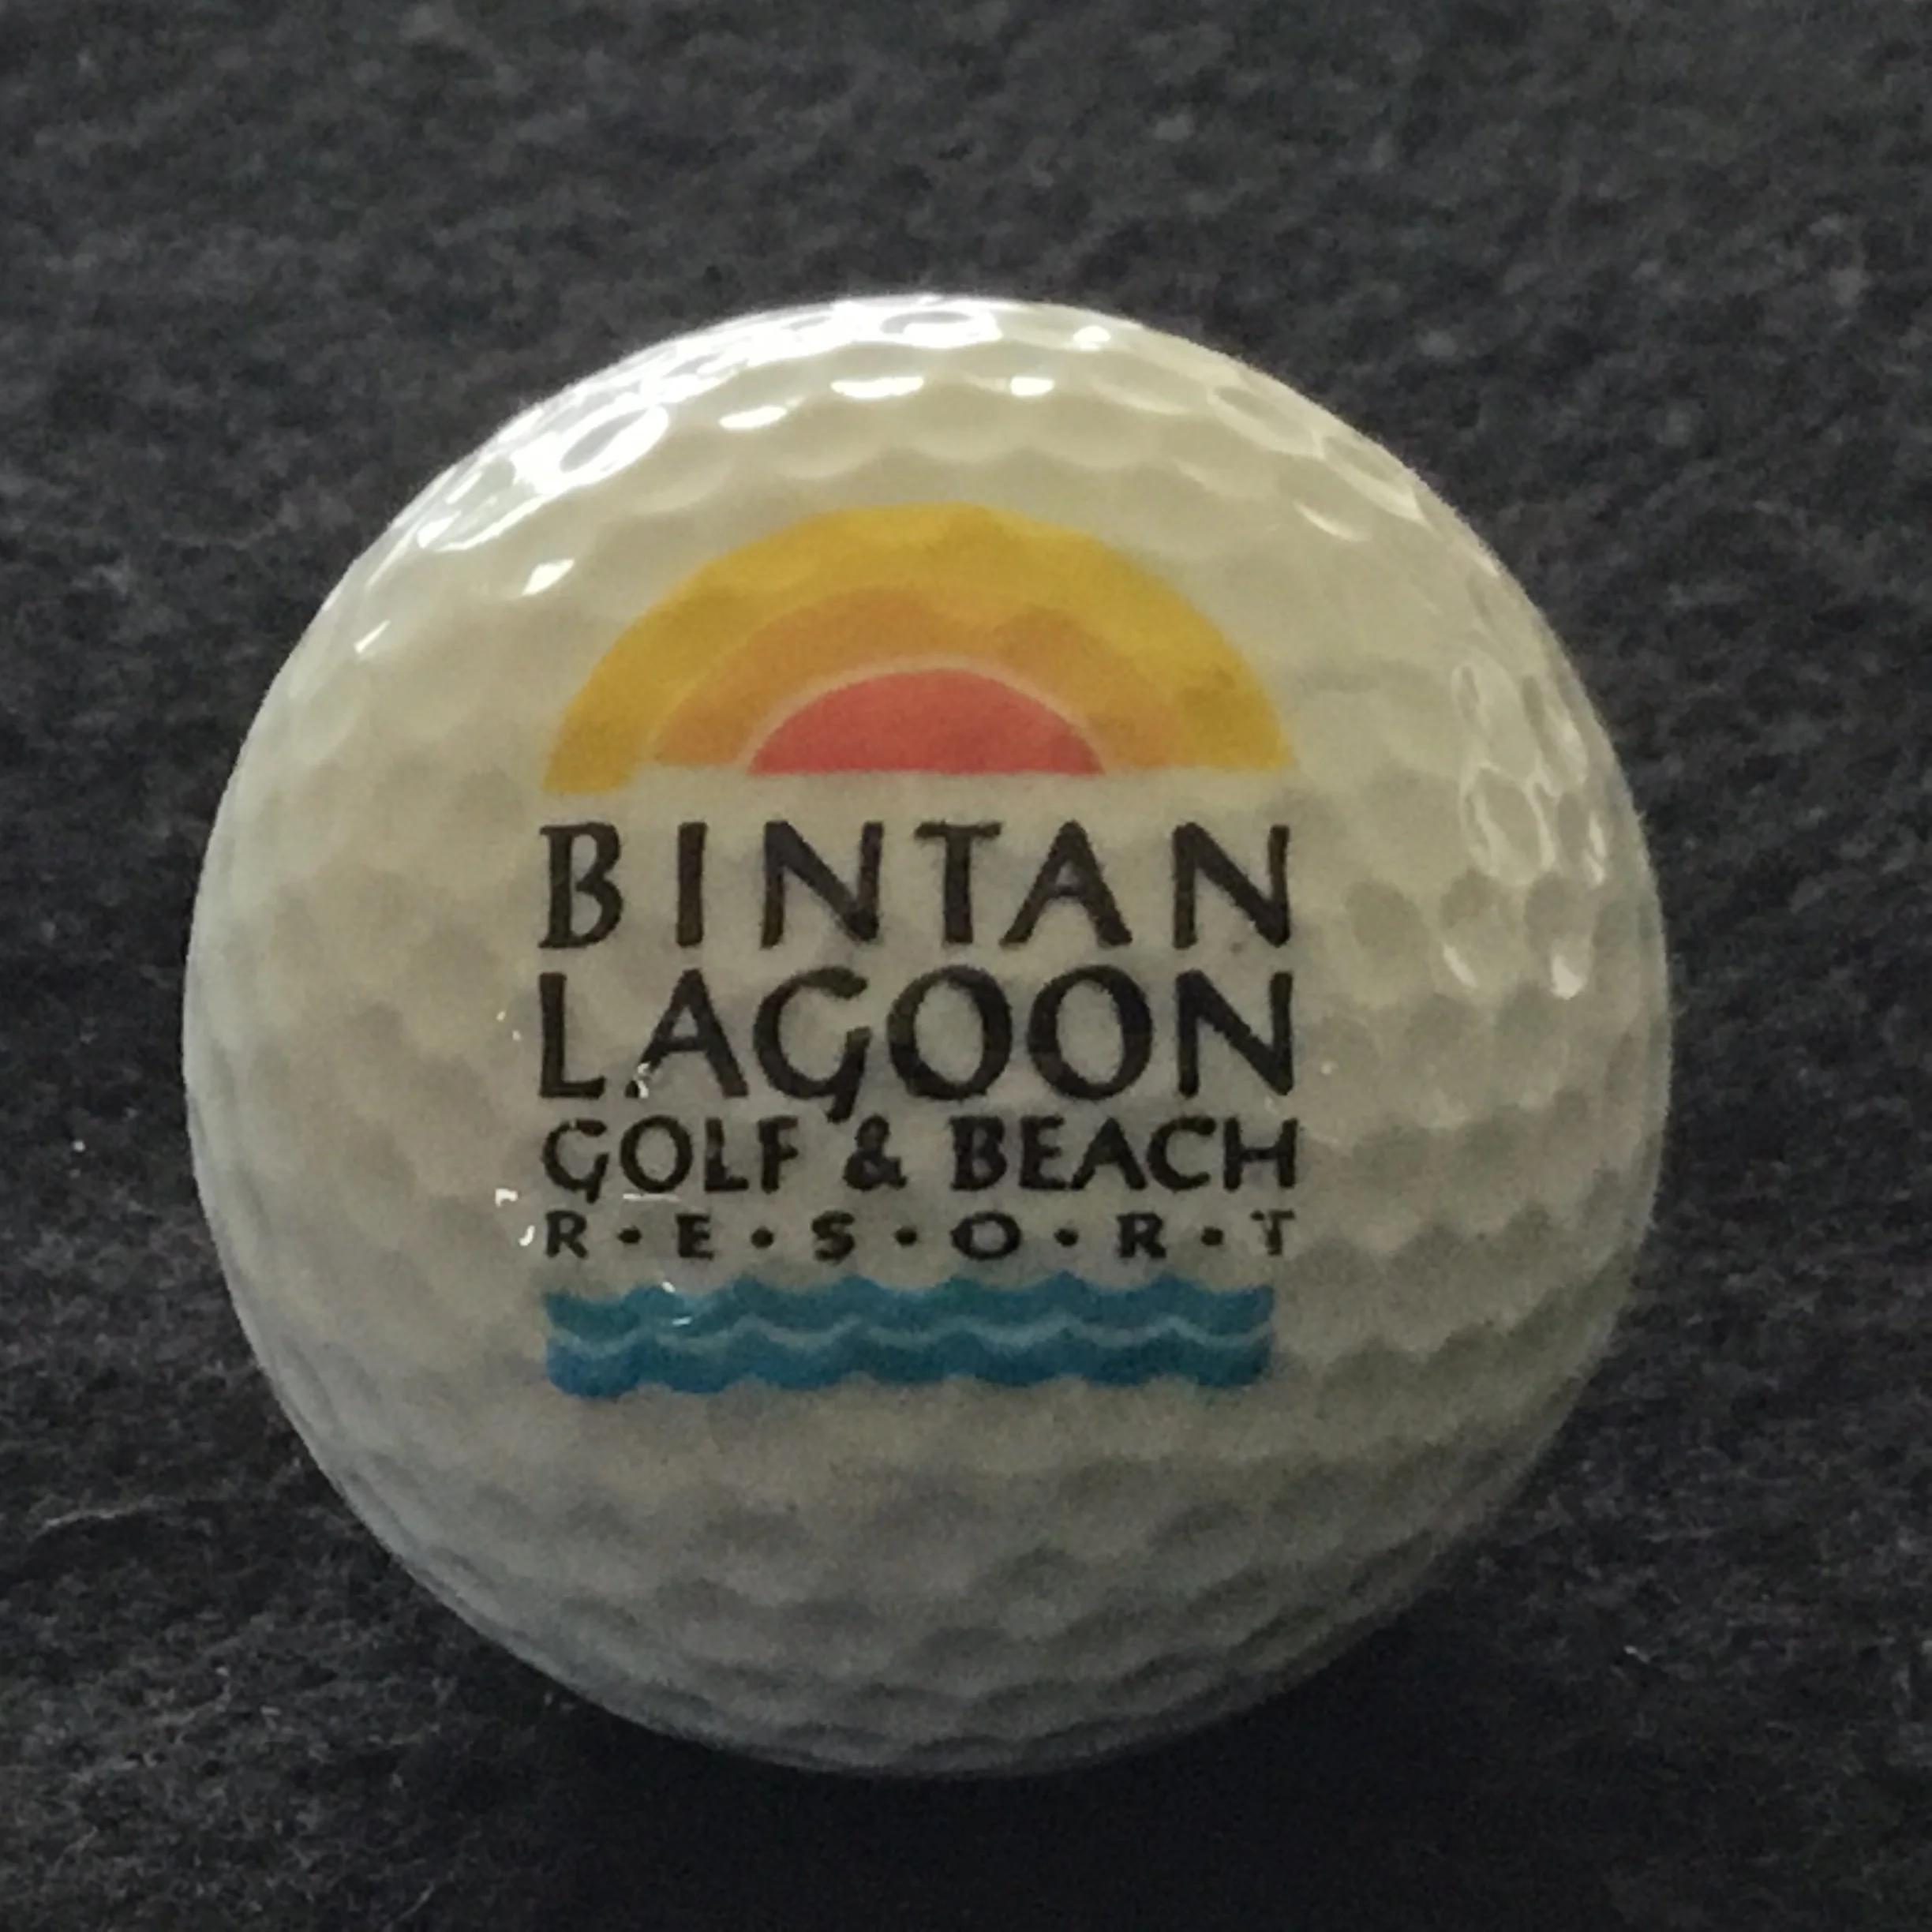 BINTAN
LAGOON
GOLF & BEACH
R·E·S·O·R·T